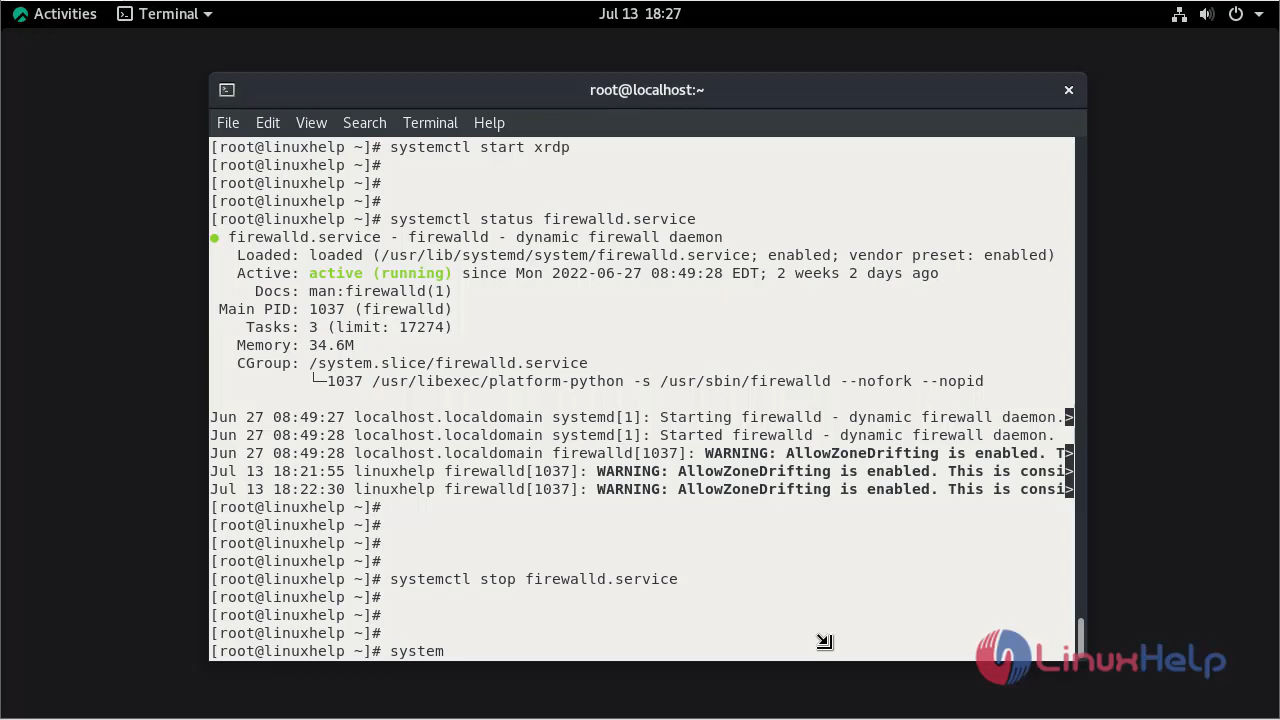 Activities Terminal Jul 13 18:27
root@localhost:~
File Edit View Search Terminal Help
[root@linuxhelp ~]# systemctl start xrdp
[root@linuxhelp ~]#
[root@linuxhelp ~]#
[root@linuxhelp ~]#
[root@linuxhelp ~]# systemctl status firewalld.service
● firewalld.service - firewalld - dynamic firewall daemon
Loaded: loaded (/usr/lib/systemd/system/firewalld.service; enabled; vendor preset: enabled)
Active: active (running) since Mon 2022-06-27 08:49:28 EDT; 2 weeks 2 days ago
Docs: man:firewalld(1)
Main PID: 1037 (firewalld)
Tasks: 3 (limit: 17274)
Memory: 34.6M
CGroup: /system.slice/firewalld.service
└─1037 /usr/libexec/platform-python -s /usr/sbin/firewalld --nofork --nopid
Jun 27 08:49:27 localhost.localdomain systemd[1]: Starting firewalld - dynamic firewall daemon.>
Jun 27 08:49:28 localhost.localdomain systemd[1]: Started firewalld - dynamic firewall daemon.
Jun 27 08:49:28 localhost.localdomain firewalld[1037]: WARNING: AllowZoneDrifting is enabled. T>
Jul 13 18:21:55 linuxhelp firewalld[1037]: WARNING: AllowZoneDrifting is enabled. This is consi>
Jul 13 18:22:30 linuxhelp firewalld[1037]: WARNING: AllowZoneDrifting is enabled. This is consi>
[root@linuxhelp ~]#
[root@linuxhelp ~]#
[root@linuxhelp ~]#
[root@linuxhelp ~]#
[root@linuxhelp ~]# systemctl stop firewalld.service
[root@linuxhelp ~]#
[root@linuxhelp ~]#
[root@linuxhelp ~]#
[root@linuxhelp ~]# system
LinuxHelp